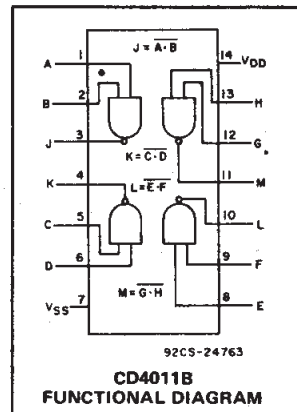 J = A·B
A 1 14 VDD
B 2 13 H
12 G
J 3
K = C·D 11 M
K 4
L = E·F
10 L
C 5
9 F
D 6
8 E
M = G·H
VSS 7
92CS-24763
CD4011B
FUNCTIONAL DIAGRAM